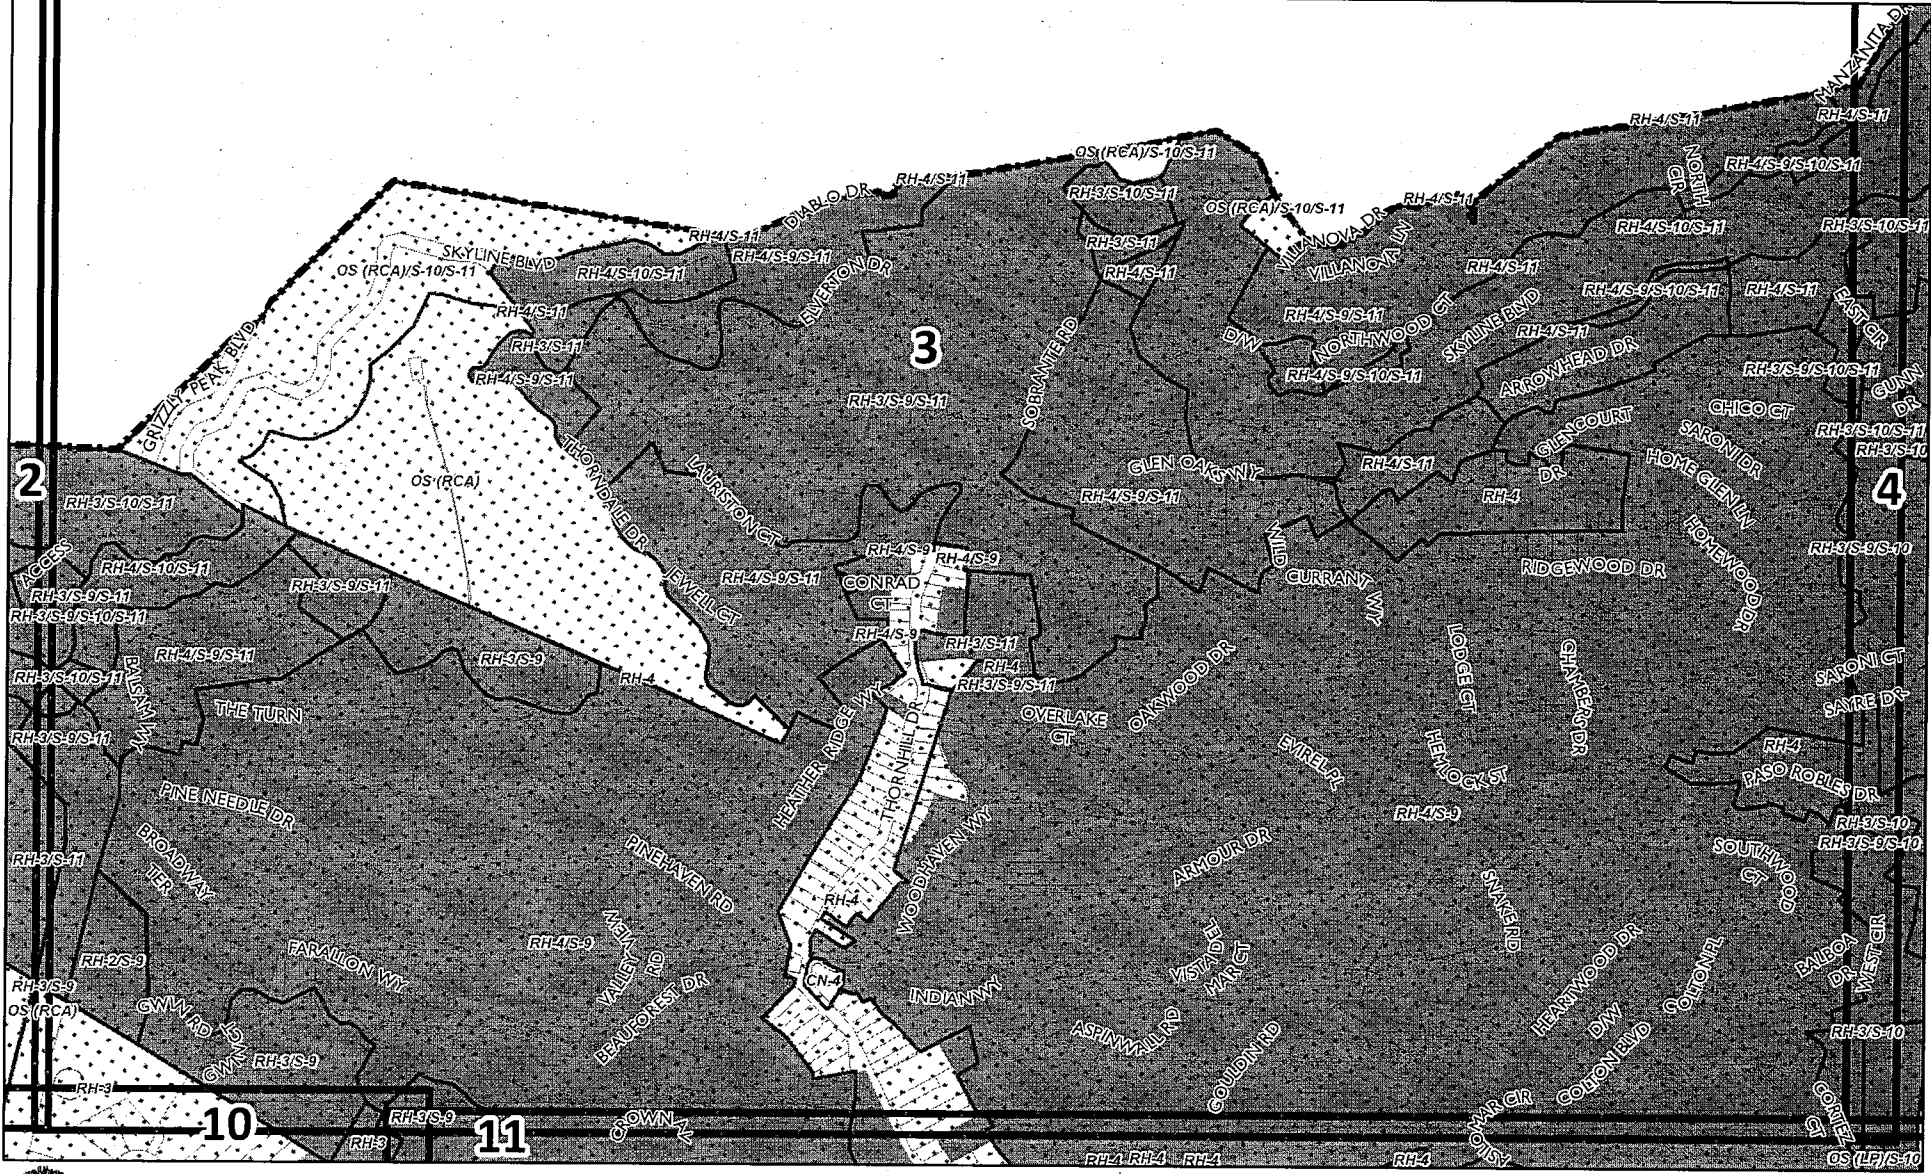 MANZANITA DR
RH-4/S-11
RH-4/S-11
OS (RCA)/S-10/S-11
NORTH CIR
RH-4/S-9/S-10/S-11
RH-4/S-11
DIABLO DR
RH-3/S-10/S-11
RH-4/S-11
OS (RCA)/S-10/S-11
VILLANOVA DR
RH-4/S-10/S-11
RH-3/S-10/S-11
RH-4/S-11
RH-3/S-11
VILLANOVA LN
SKYLINE BLVD
RH-4/S-9/S-11
OS (RCA)/S-10/S-11
RH-4/S-10/S-11
ELVERTON DR
RH-4/S-11
RH-4/S-11
RH-4/S-9/S-10/S-11
RH-4/S-11
EAST CIR
RH-4/S-11
RH-4/S-9/S-11
NORTHWOOD CT
SKYLINE BLVD
RH-4/S-11
D/W
GRIZZLY PEAK BLVD
RH-3/S-11
3
SOBRANTE RD
ARROWHEAD DR
RH-3/S-9/S-10/S-11
RH-4/S-9/S-11
RH-4/S-9/S-10/S-11
GUNN DR
RH-3/S-9/S-11
CHICO CT
GLENCOURT DR
RH-3/S-10/S-11
SARONI DR
RH-3/S-10
THORNDALE DR
LAURISTON CT
GLEN OAKS WY
RH-4/S-11
HOME GLEN LN
2
OS (RCA)
RH-4/S-9/S-11
RH-4
4
RH-3/S-10/S-11
HOMEWOOD DR
WILD CURRANT WY
RH-4/S-9
RH-4/S-9
RH-3/S-9/S-10
ACCESS
RH-4/S-10/S-11
RH-4/S-9/S-11
CONRAD CT
RIDGEWOOD DR
RH-3/S-9/S-11
RH-3/S-9/S-11
JEWELL CT
RH-3/S-9/S-10/S-11
RH-4/S-9
RH-3/S-11
LODGE CT
CHAMBERS DR
RH-4/S-9/S-11
RH-3/S-9
RH-4
SARONI CT
RH-3/S-10/S-11
RH-4
RH-3/S-9/S-11
BALSAM WY
SAYRE DR
THE TURN
HEATHER RIDGE WY
THORNHILL DR
OVERLAKE CT
OAKWOOD DR
RH-3/S-9/S-11
EVIREL PL
HEMLOCK ST
RH-4
PASO ROBLES DR
PINE NEEDLE DR
RH-4/S-9
RH-3/S-10
RH-3/S-9/S-10
BROADWAY TER
PINEHAVEN RD
WOODHAVEN WY
ARMOUR DR
SOUTHWOOD CT
RH-3/S-11
RH-4
SNAKE RD
RH-4/S-9
VALLEY VIEW RD
RH-2/S-9
FARALLON WY
VISTA DEL MAR CT
HEARTWOOD DR
COLTON PL
BALBOA DR
WEST CIR
RH-3/S-9
OS (RCA)
CN-4
INDIAN WY
GWIN RD
GWIN CT
BEAUFOREST DR
ASPINWALL RD
GOULDIN RD
D/W
COLTON BLVD
RH-3/S-10
RH-3/S-9
RH-3
10
RH-3/S-9
RH-3
11
CROWN AV
ASILOMAR CIR
CORTEZ CT
RH-4
RH-4
RH-4
RH-4
OS (LP)/S-10